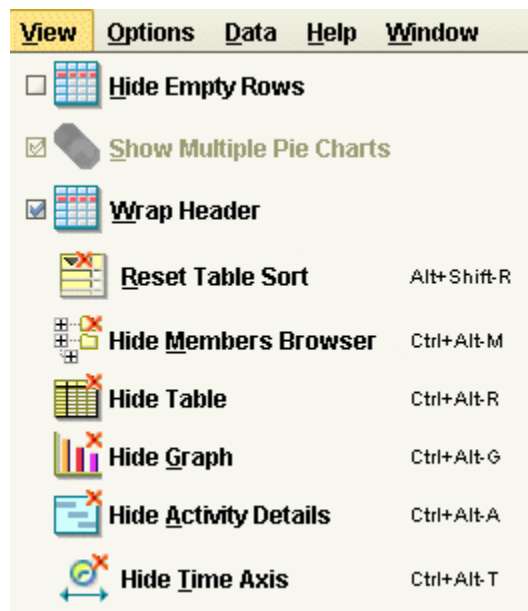 View Options Data Help Window
Hide Empty Rows
Show Multiple Pie Charts
Wrap Header
Reset Table Sort Alt+Shift-R
Hide Members Browser Ctrl+Alt-M
Hide Table Ctrl+Alt-R
Hide Graph Ctrl+Alt-G
Hide Activity Details Ctrl+Alt-A
Hide Time Axis Ctrl+Alt-T